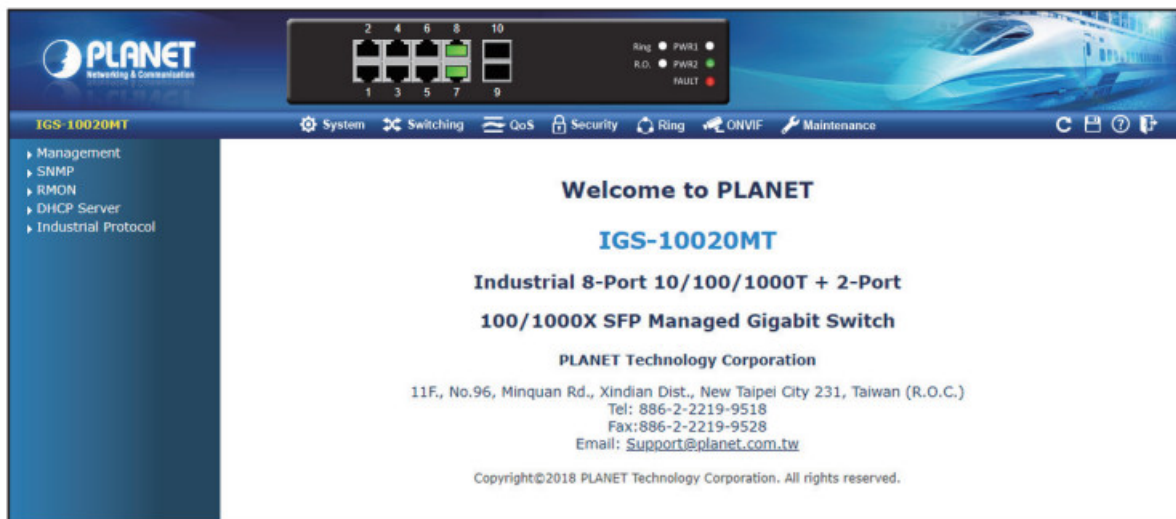 2 4 6 8 10
PLANET
Networking & Communication
Ring PWR1
R.O. PWR2
FAULT
1 3 5 7 9
IGS-10020MT
System Switching QoS Security Ring ONVIF Maintenance
Management
SNMP
RMON
DHCP Server
Industrial Protocol
Welcome to PLANET
IGS-10020MT
Industrial 8-Port 10/100/1000T + 2-Port
100/1000X SFP Managed Gigabit Switch
PLANET Technology Corporation
11F., No.96, Minquan Rd., Xindian Dist., New Taipei City 231, Taiwan (R.O.C.)
Tel: 886-2-2219-9518
Fax:886-2-2219-9528
Email: Support@planet.com.tw
Copyright©2018 PLANET Technology Corporation. All rights reserved.